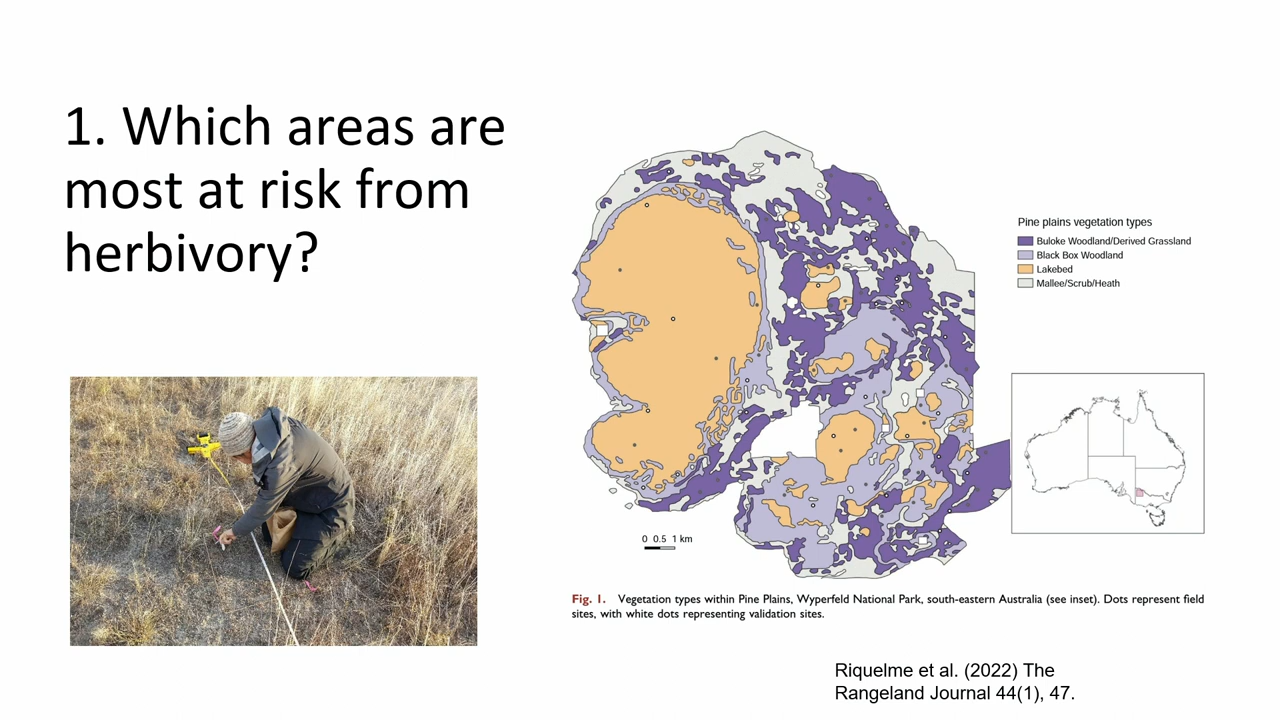 1. Which areas are
most at risk from
herbivory?
Pine plains vegetation types
Buloke Woodland/Derived Grassland
Black Box Woodland
Lakebed
Mallee/Scrub/Heath
0 0.5 1 km
Fig. 1. Vegetation types within Pine Plains, Wyperfeld National Park, south-eastern Australia (see inset). Dots represent field
sites, with white dots representing validation sites.
Riquelme et al. (2022) The
Rangeland Journal 44(1), 47.